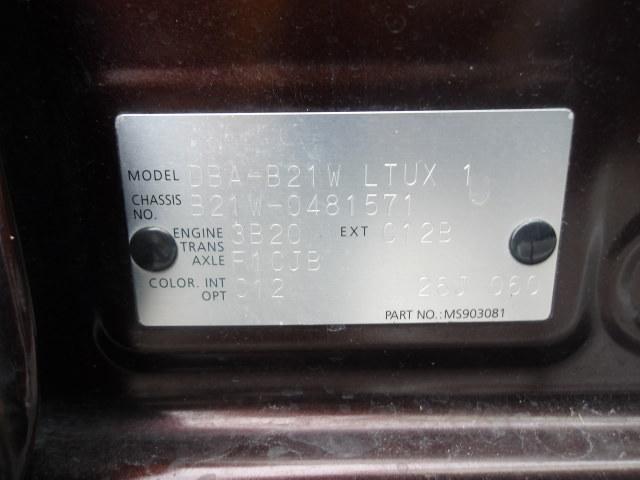 MODEL DBA-B21W LTUX 1
CHASSIS NO. B21W-0481571
ENGINE 3B20 EXT C12B
TRANS AXLE F1CJB
COLOR. INT OPT C12 26J 060
PART NO.:MS903081